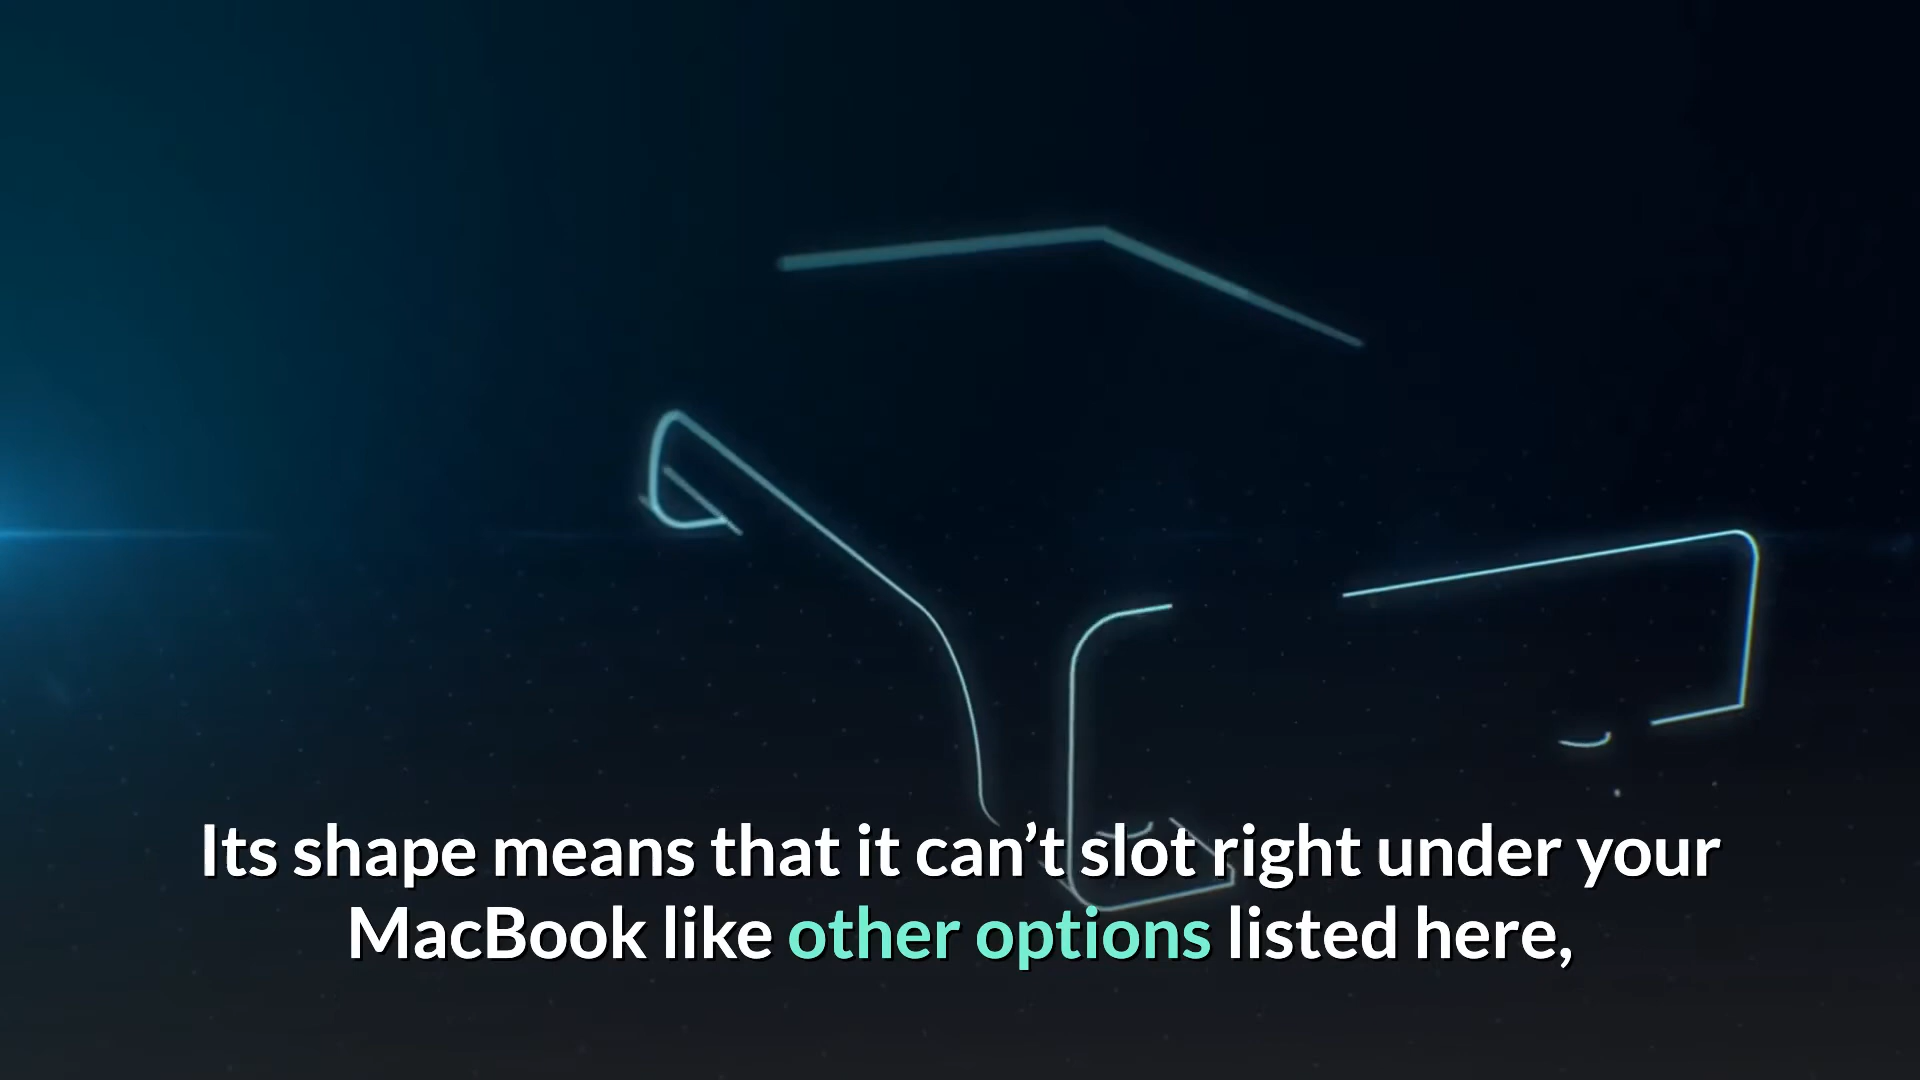 Its shape means that it can’t slot right under your
MacBook like other options listed here,